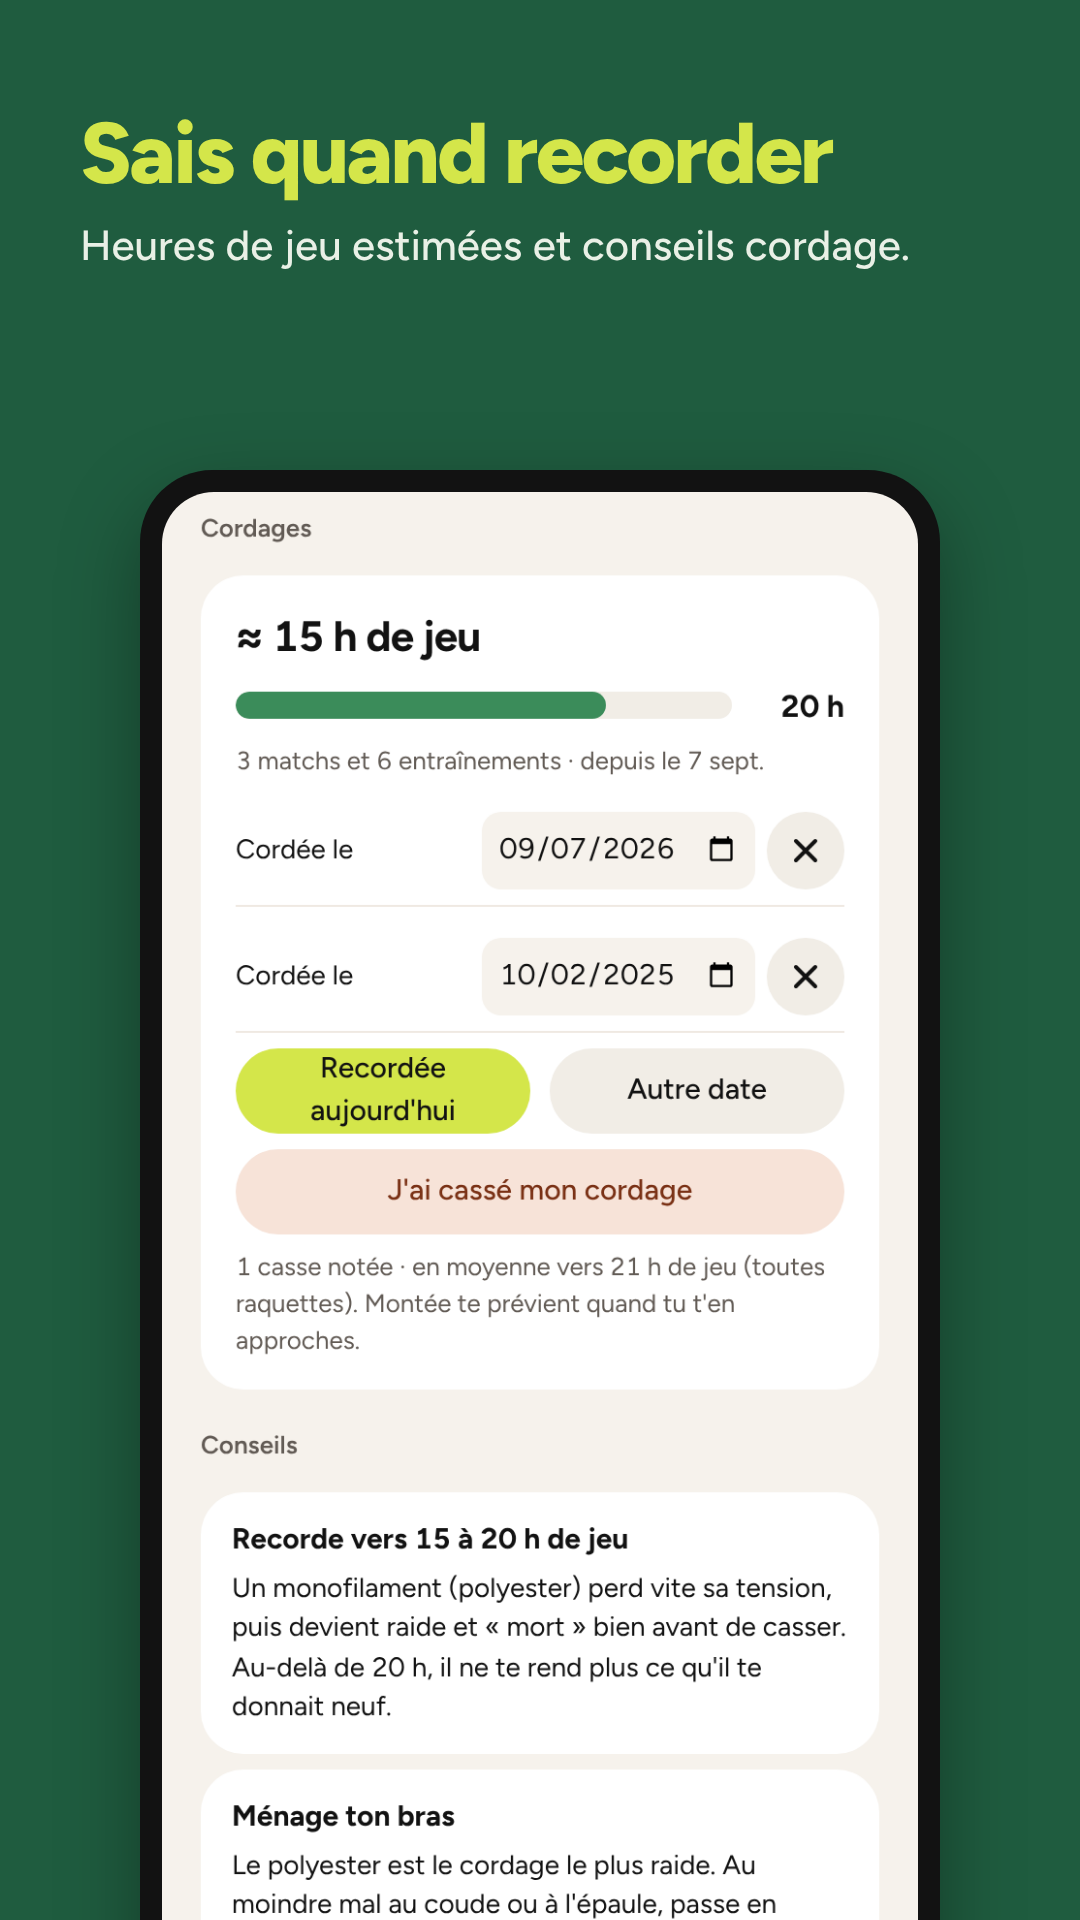 Sais quand recorder
Heures de jeu estimées et conseils cordage.
Cordages
≈ 15 h de jeu
20 h
3 matchs et 6 entraînements · depuis le 7 sept.
Cordée le
09/07/2026
Cordée le
10/02/2025
Recordée
aujourd'hui
Autre date
J'ai cassé mon cordage
1 casse notée · en moyenne vers 21 h de jeu (toutes
raquettes). Montée te prévient quand tu t'en
approches.
Conseils
Recorde vers 15 à 20 h de jeu
Un monofilament (polyester) perd vite sa tension,
puis devient raide et « mort » bien avant de casser.
Au-delà de 20 h, il ne te rend plus ce qu'il te
donnait neuf.
Ménage ton bras
Le polyester est le cordage le plus raide. Au
moindre mal au coude ou à l'épaule, passe en